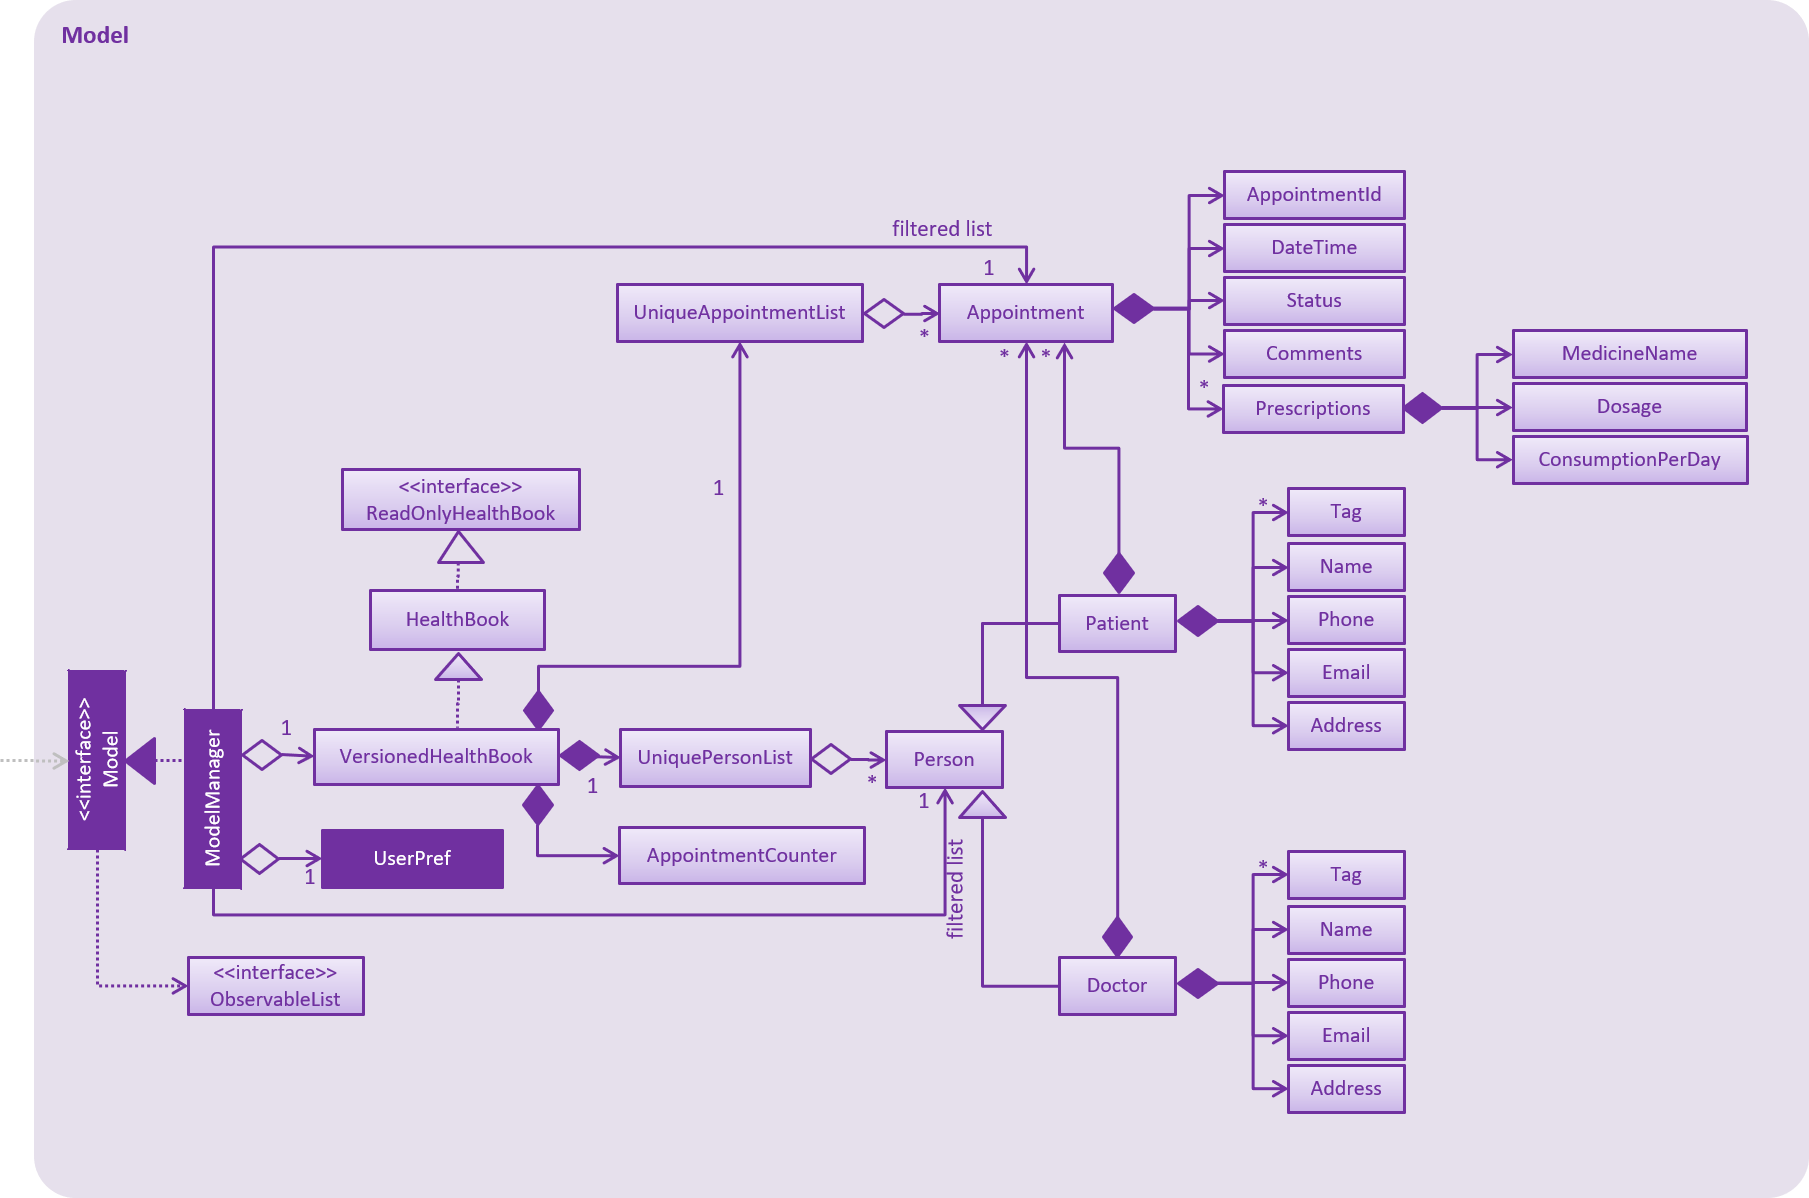 Model
AppointmentId
filtered list
DateTime
1
UniqueAppointmentList
*
Appointment
*
*
Status
Comments
*
Prescriptions
MedicineName
Dosage
ConsumptionPerDay
1
<<interface>>
ReadOnlyHealthBook
HealthBook
*
Tag
Name
Patient
Phone
Email
Address
<<interface>>
Model
ModelManager
1
VersionedHealthBook
1
UniquePersonList
*
Person
1
filtered list
1
UserPref
AppointmentCounter
<<interface>>
ObservableList
*
Tag
Name
Doctor
Phone
Email
Address